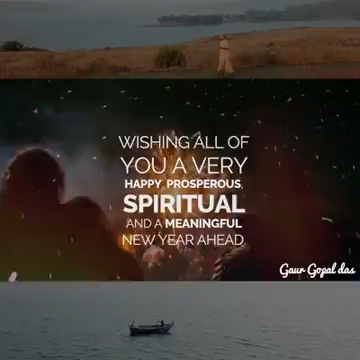 WISHING ALL OF
YOU A VERY
HAPPY, PROSPEROUS,
SPIRITUAL
AND A MEANINGFUL
NEW YEAR AHEAD.
Gaur Gopal das